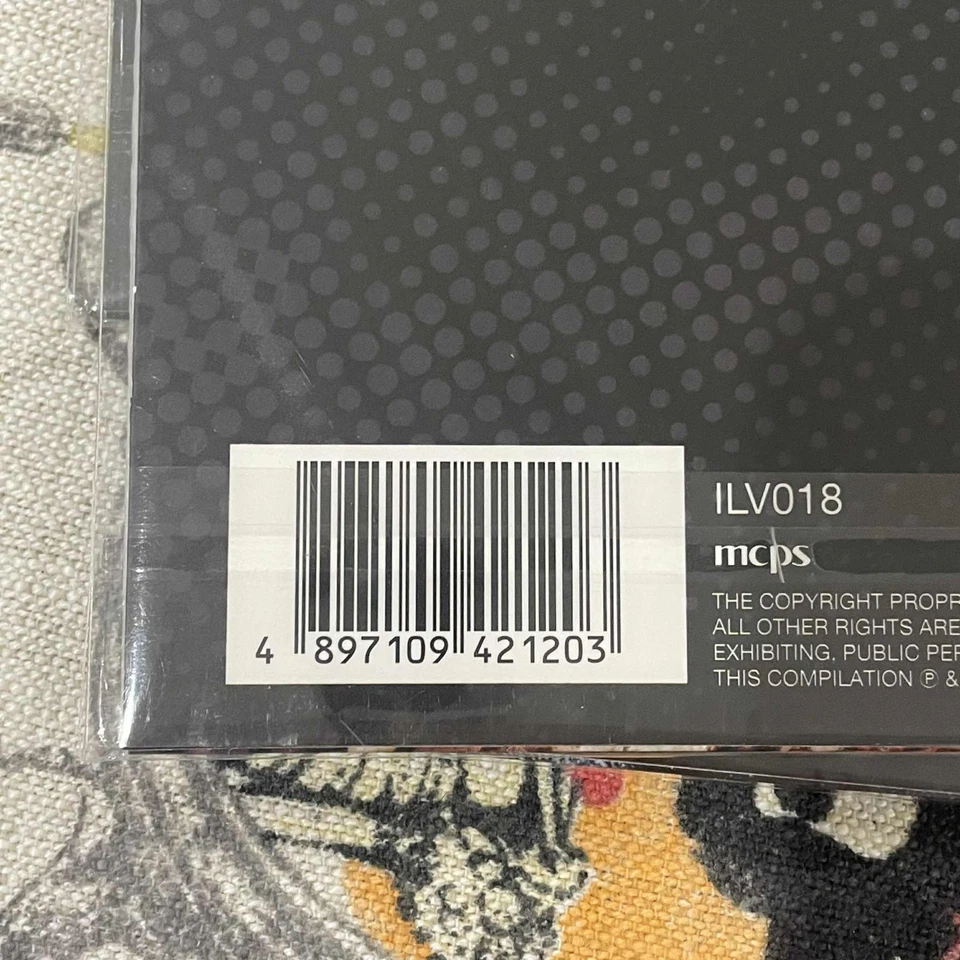 ILV018
mcps
THE COPYRIGHT PROPR
ALL OTHER RIGHTS ARE
EXHIBITING, PUBLIC PER
THIS COMPILATION ℗ &
4 897109 421203